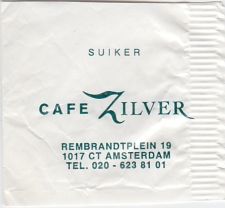 SUIKER
CAFE ZILVER
REMBRANDTPLEIN 19
1017 CT AMSTERDAM
TEL. 020 - 623 81 01